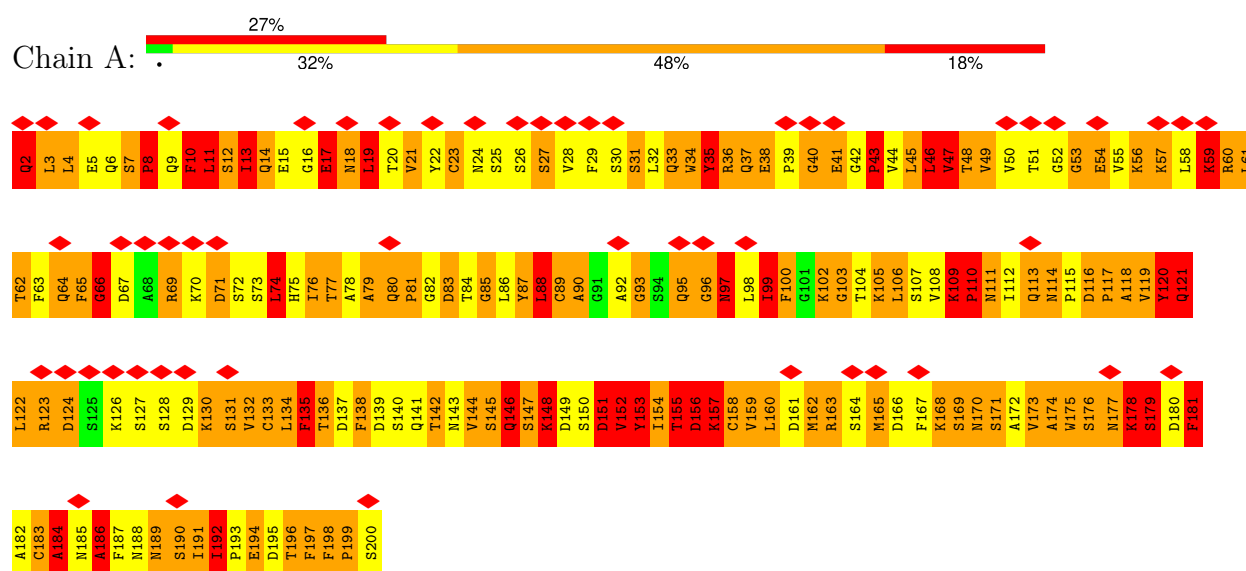 27%
Chain A:
• 32% 48% 18%
Q2 L3 L4 E5 Q6 S7 P8 Q9 F10 L11 S12 I13 Q14 E15 G16 E17 N18 L19 T20 V21 Y22 C23 N24 S25 S26 S27 V28 F29 S30 S31 L32 Q33 W34 Y35 R36 Q37 E38 P39 G40 E41 G42 P43 V44 L45 L46 V47 T48 V49 V50 T51 G52 G53 E54 V55 K56 K57 L58 K59 R60 L61
T62 F63 Q64 F65 G66 D67 A68 R69 K70 D71 S72 S73 L74 H75 I76 T77 A78 A79 Q80 P81 G82 D83 T84 G85 L86 Y87 L88 C89 A90 G91 A92 G93 S94 Q95 G96 N97 L98 I99 F100 G101 K102 G103 T104 K105 L106 S107 V108 K109 P110 N111 I112 Q113 N114 P115 D116 P117 A118 V119 Y120 Q121
L122 R123 D124 S125 K126 S127 S128 D129 K130 S131 V132 C133 L134 F135 T136 D137 F138 D139 S140 Q141 T142 N143 V144 S145 Q146 S147 K148 D149 S150 D151 V152 Y153 I154 T155 D156 K157 C158 V159 L160 D161 M162 R163 S164 M165 D166 F167 K168 S169 N170 S171 A172 V173 A174 W175 S176 N177 K178 S179 D180 F181
A182 C183 A184 N185 A186 F187 N188 N189 S190 I191 I192 P193 E194 D195 T196 F197 F198 P199 S200